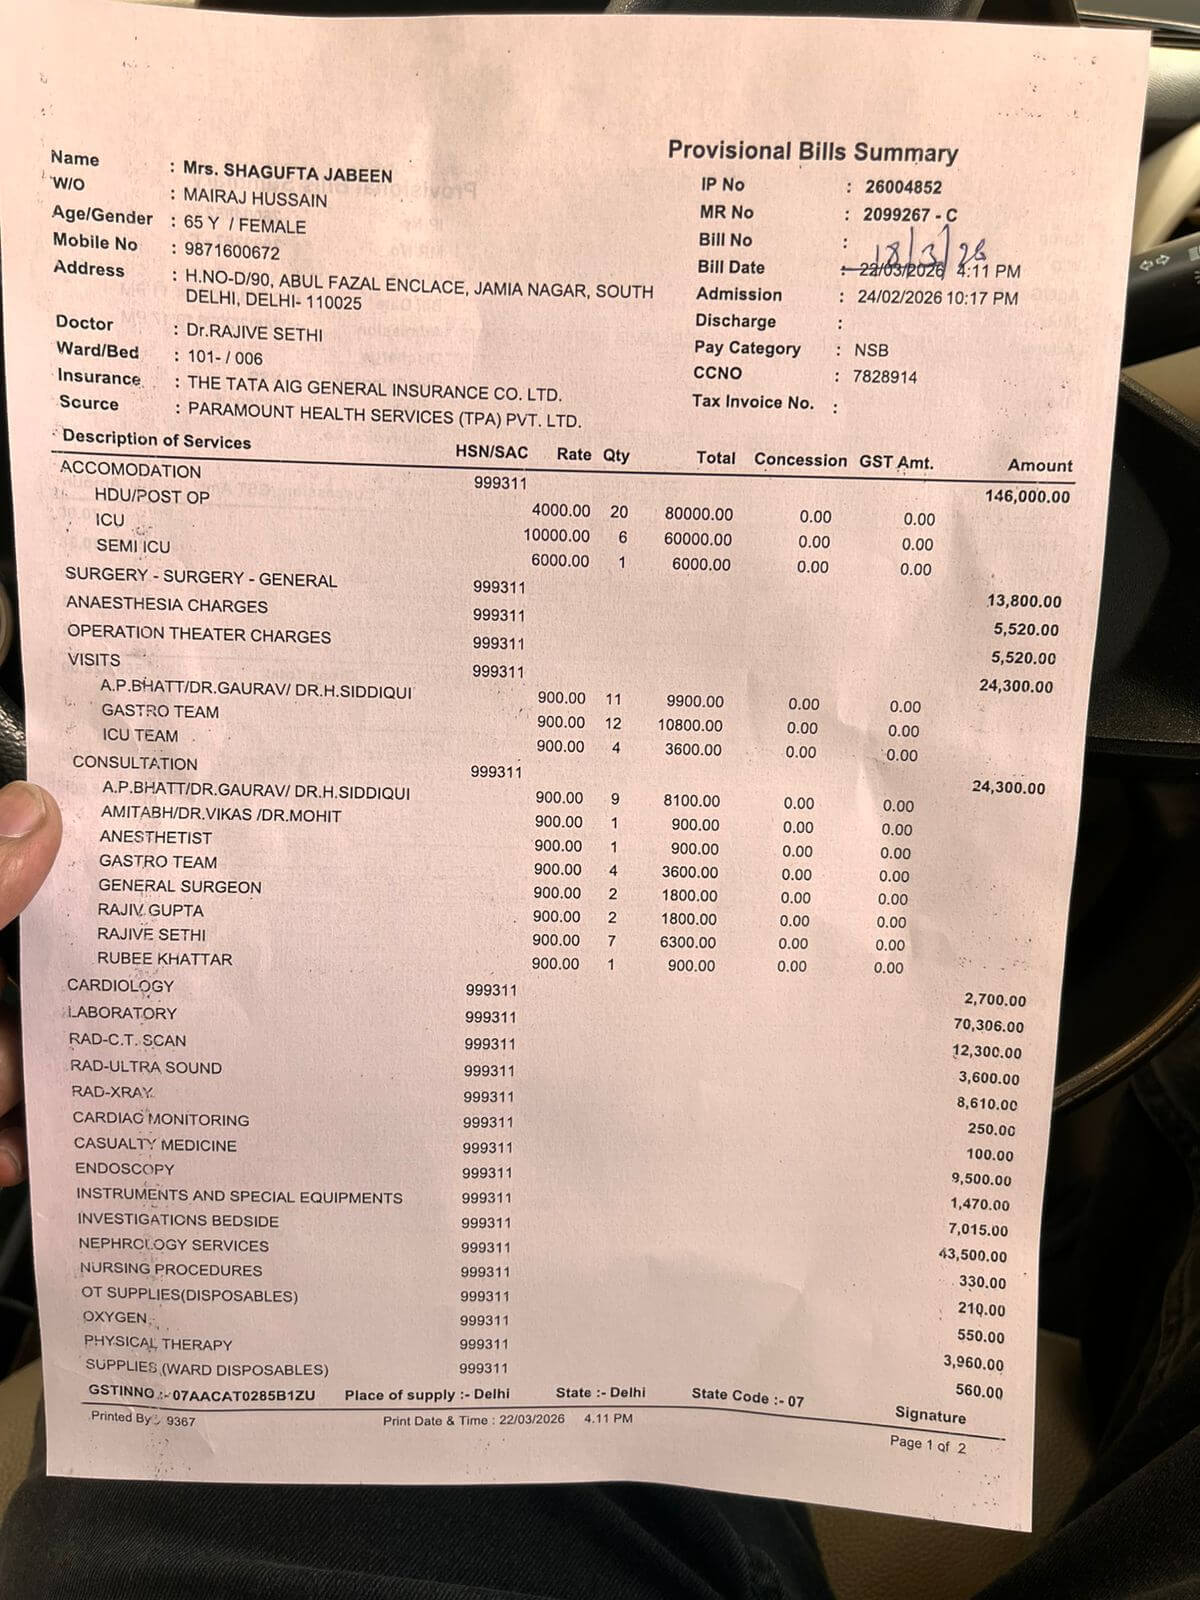 Provisional Bills Summary
Name : Mrs. SHAGUFTA JABEEN
W/O : MAIRAJ HUSSAIN
Age/Gender : 65 Y / FEMALE
Mobile No : 9871600672
Address : H.NO-D/90, ABUL FAZAL ENCLACE, JAMIA NAGAR, SOUTH
DELHI, DELHI- 110025
Doctor : Dr.RAJIVE SETHI
Ward/Bed : 101- / 006
Insurance : THE TATA AIG GENERAL INSURANCE CO. LTD.
Source : PARAMOUNT HEALTH SERVICES (TPA) PVT. LTD.
IP No : 26004852
MR No : 2099267 - C
Bill No :
18/3/26
Bill Date : 22/03/2026 4:11 PM
Admission : 24/02/2026 10:17 PM
Discharge :
Pay Category : NSB
CCNO : 7828914
Tax Invoice No. :
Description of Services HSN/SAC Rate Qty Total Concession GST Amt. Amount
ACCOMODATION 999311 146,000.00
HDU/POST OP 4000.00 20 80000.00 0.00 0.00
ICU 10000.00 6 60000.00 0.00 0.00
SEMI ICU 6000.00 1 6000.00 0.00 0.00
SURGERY - SURGERY - GENERAL 999311 13,800.00
ANAESTHESIA CHARGES 999311 5,520.00
OPERATION THEATER CHARGES 999311 5,520.00
VISITS 999311 24,300.00
A.P.BHATT/DR.GAURAV/ DR.H.SIDDIQUI 900.00 11 9900.00 0.00 0.00
GASTRO TEAM 900.00 12 10800.00 0.00 0.00
ICU TEAM 900.00 4 3600.00 0.00 0.00
CONSULTATION 999311 24,300.00
A.P.BHATT/DR.GAURAV/ DR.H.SIDDIQUI 900.00 9 8100.00 0.00 0.00
AMITABH/DR.VIKAS /DR.MOHIT 900.00 1 900.00 0.00 0.00
ANESTHETIST 900.00 1 900.00 0.00 0.00
GASTRO TEAM 900.00 4 3600.00 0.00 0.00
GENERAL SURGEON 900.00 2 1800.00 0.00 0.00
RAJIV GUPTA 900.00 2 1800.00 0.00 0.00
RAJIVE SETHI 900.00 7 6300.00 0.00 0.00
RUBEE KHATTAR 900.00 1 900.00 0.00 0.00
CARDIOLOGY 999311 2,700.00
LABORATORY 999311 70,306.00
RAD-C.T. SCAN 999311 12,300.00
RAD-ULTRA SOUND 999311 3,600.00
RAD-XRAY 999311 8,610.00
CARDIAC MONITORING 999311 250.00
CASUALTY MEDICINE 999311 100.00
ENDOSCOPY 999311 9,500.00
INSTRUMENTS AND SPECIAL EQUIPMENTS 999311 1,470.00
INVESTIGATIONS BEDSIDE 999311 7,015.00
NEPHROLOGY SERVICES 999311 43,500.00
NURSING PROCEDURES 999311 330.00
OT SUPPLIES(DISPOSABLES) 999311 210.00
OXYGEN 999311 550.00
PHYSICAL THERAPY 999311 3,960.00
SUPPLIES (WARD DISPOSABLES) 999311 560.00
GSTINNO :- 07AACAT0285B1ZU Place of supply :- Delhi State :- Delhi State Code :- 07 Signature
Printed By : 9367 Print Date & Time : 22/03/2026 4.11 PM Page 1 of 2